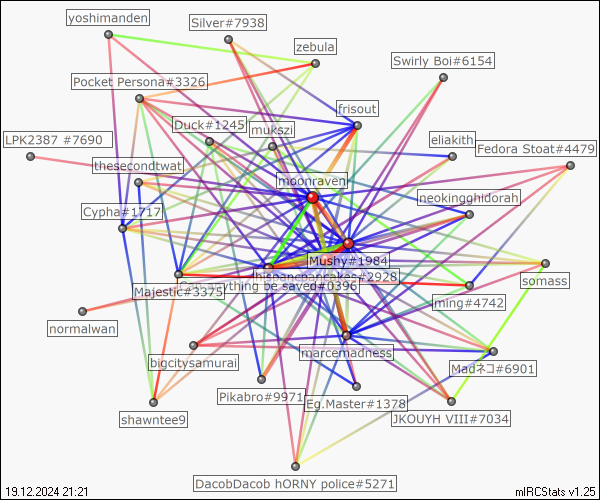 yoshimanden
Silver#7938
zebula
Swirly Boi#6154
Pocket Persona#3326
frisout
Duck#1245
mukszi
eliakith
LPK2387 #7690
Fedora Stoat#4479
thesecondtwat
moonraven
neokingghidorah
Cypha#1717
Mushy#1984
thispancpancakes#2928
somass
Majestic#3375
everything be saved#0396
ming#4742
normalwan
marcemadness
bigcitysamurai
Madネコ#6901
Pikabro#9971
Eg.Master#1378
JKOUYH VIII#7034
shawntee9
DacobDacob hORNY police#5271
19.12.2024 21:21
mIRCStats v1.25